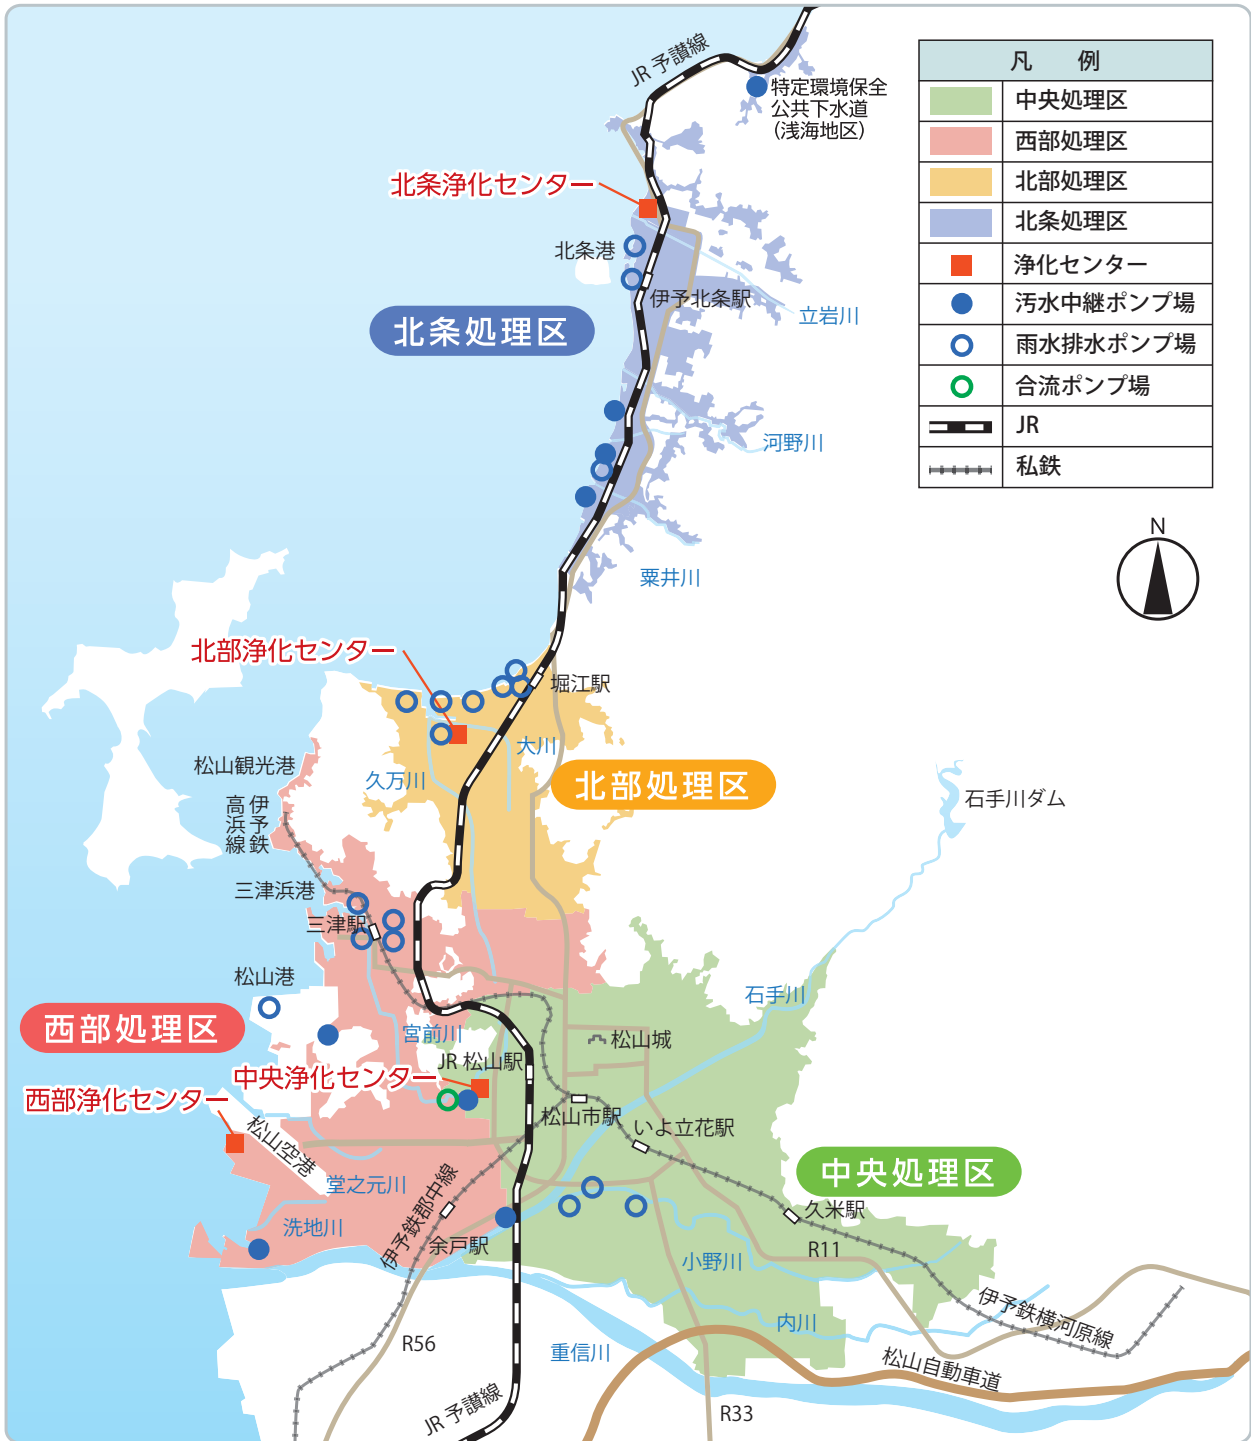 JR 予讃線
特定環境保全
公共下水道
（浅海地区）
凡 例
中央処理区
西部処理区
北部処理区
北条処理区
浄化センター
汚水中継ポンプ場
雨水排水ポンプ場
合流ポンプ場
JR
私鉄
N
北条浄化センター
北条港
伊予北条駅
立岩川
北条処理区
河野川
粟井川
北部浄化センター
堀江駅
大川
久万川
松山観光港
北部処理区
伊予鉄
高浜線
石手川ダム
三津浜港
三津駅
松山港
石手川
西部処理区
宮前川
松山城
JR 松山駅
中央浄化センター
西部浄化センター
松山市駅
いよ立花駅
松山空港
中央処理区
堂之元川
久米駅
洗地川
伊予鉄郡中線
余戸駅
R11
小野川
伊予鉄横河原線
内川
R56
重信川
松山自動車道
JR 予讃線
R33